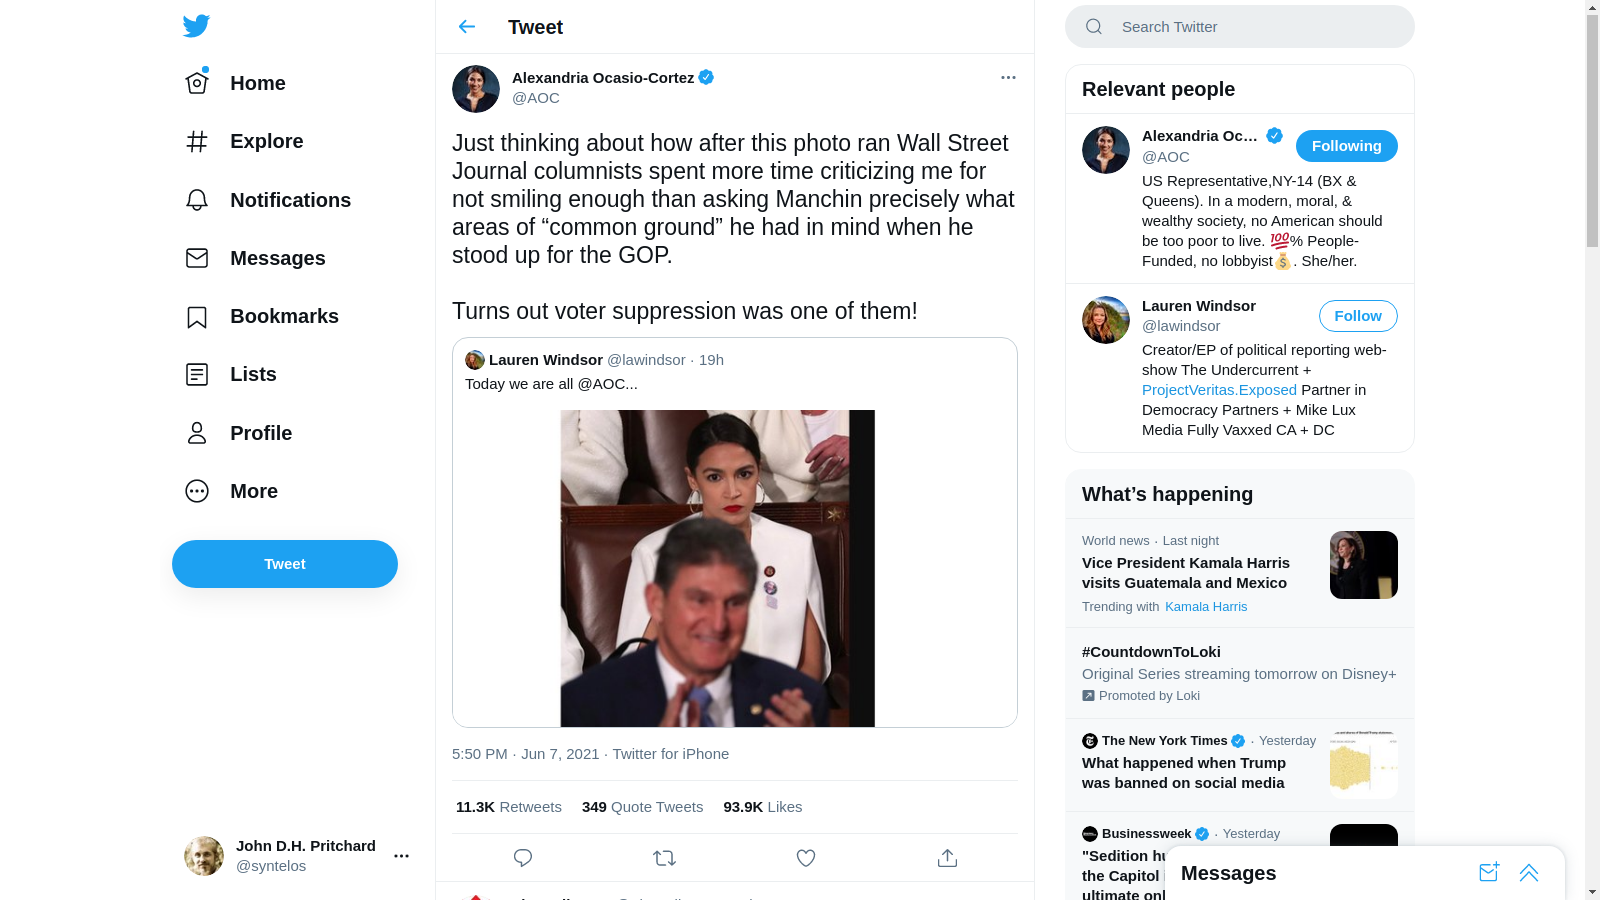 Home
Explore
Notifications
Messages
Bookmarks
Lists
Profile
More
Tweet
John D.H. Pritchard
@syntelos
Tweet
Alexandria Ocasio-Cortez
@AOC
Just thinking about how after this photo ran Wall Street
Journal columnists spent more time criticizing me for
not smiling enough than asking Manchin precisely what
areas of “common ground” he had in mind when he
stood up for the GOP.
Turns out voter suppression was one of them!
Lauren Windsor @lawindsor · 19h
Today we are all @AOC...
5:50 PM · Jun 7, 2021 · Twitter for iPhone
11.3K Retweets 349 Quote Tweets 93.9K Likes
Search Twitter
Relevant people
Alexandria Oc...
@AOC
Following
US Representative,NY-14 (BX &
Queens). In a modern, moral, &
wealthy society, no American should
be too poor to live. 💯% People-
Funded, no lobbyist💰. She/her.
Lauren Windsor
@lawindsor
Follow
Creator/EP of political reporting web-
show The Undercurrent +
ProjectVeritas.Exposed Partner in
Democracy Partners + Mike Lux
Media Fully Vaxxed CA + DC
What’s happening
World news · Last night
Vice President Kamala Harris
visits Guatemala and Mexico
Trending with Kamala Harris
#CountdownToLoki
Original Series streaming tomorrow on Disney+
Promoted by Loki
The New York Times · Yesterday
What happened when Trump
was banned on social media
Businessweek · Yesterday
"Sedition
the Capitol
ultimate
Messages